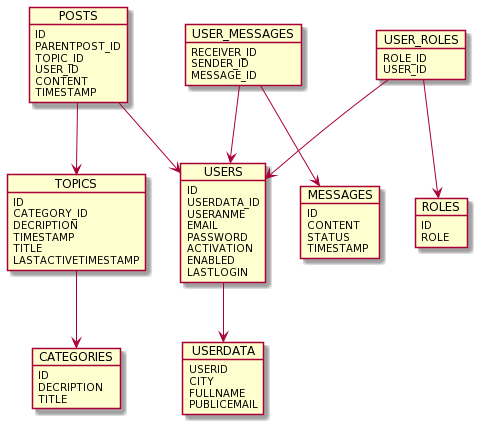 POSTS
ID
PARENTPOST_ID
TOPIC_ID
USER_ID
CONTENT
TIMESTAMP
USER_MESSAGES
RECEIVER_ID
SENDER_ID
MESSAGE_ID
USER_ROLES
ROLE_ID
USER_ID
TOPICS
ID
CATEGORY_ID
DECRIPTION
TIMESTAMP
TITLE
LASTACTIVETIMESTAMP
USERS
ID
USERDATA_ID
USERANME
EMAIL
PASSWORD
ACTIVATION
ENABLED
LASTLOGIN
MESSAGES
ID
CONTENT
STATUS
TIMESTAMP
ROLES
ID
ROLE
CATEGORIES
ID
DECRIPTION
TITLE
USERDATA
USERID
CITY
FULLNAME
PUBLICEMAIL